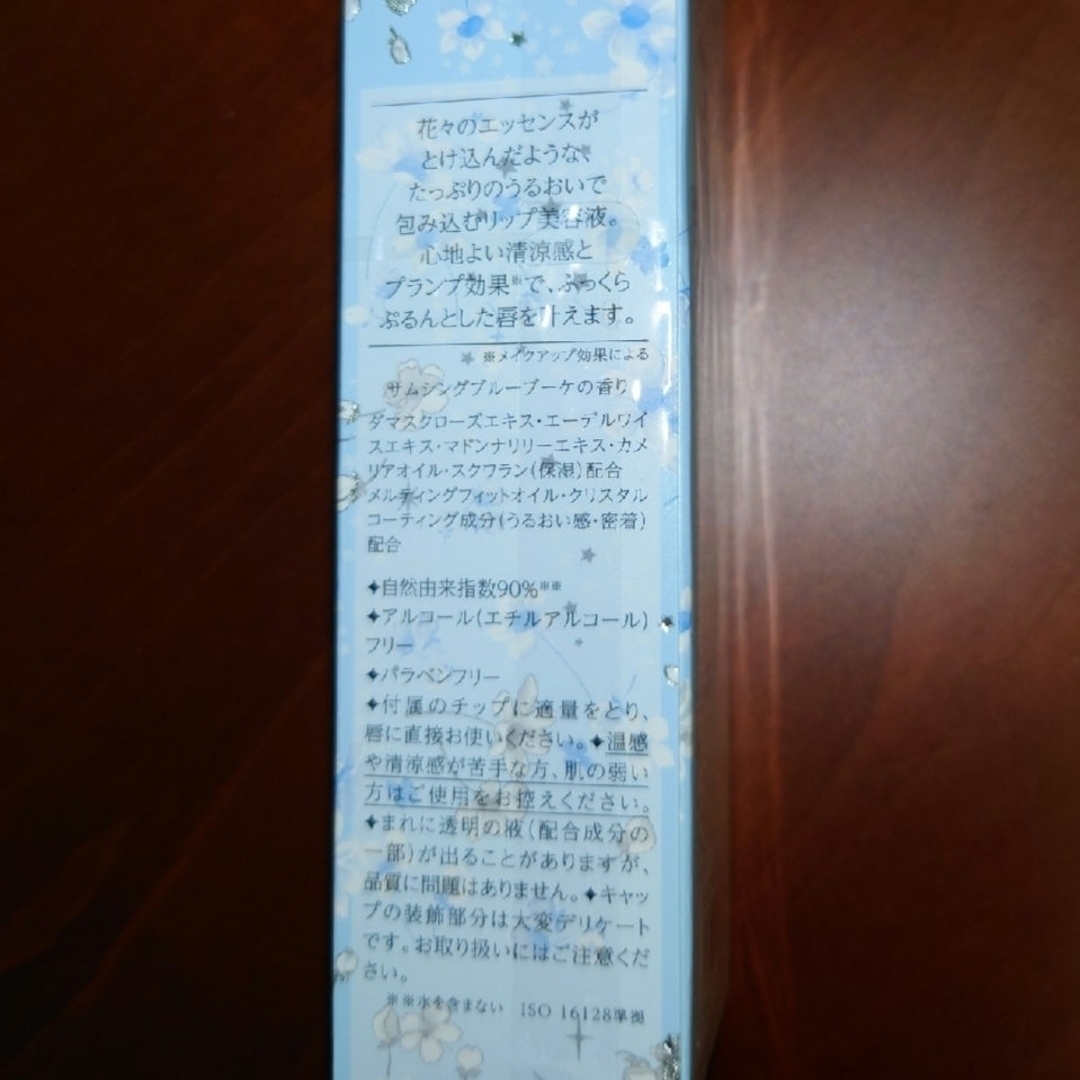 花々のエッセンスが
とけ込んだような、
たっぷりのうるおいで
包み込むリップ美容液。
心地よい清涼感と
プランプ効果※で、ふっくら
ぷるんとした唇を叶えます。
※メイクアップ効果による
サムシングブルーブーケの香り
ダマスクローズエキス・エーデルワイ
スエキス・マドンナリリーエキス・カメ
リアオイル・スクワラン(保湿)配合
メルティングフィットオイル・クリスタル
コーティング成分(うるおい感・密着)
配合
✦自然由来指数90%※※
✦アルコール(エチルアルコール)
フリー
✦パラベンフリー
✦付属のチップに適量をとり、
唇に直接お使いください。✦温感
や清涼感が苦手な方、肌の弱い
方はご使用をお控えください。
✦まれに透明の液(配合成分の
一部)が出ることがありますが、
品質に問題はありません。✦キャッ
プの装飾部分は大変デリケート
です。お取り扱いにはご注意くだ
さい。
※※水を含まない ISO 16128準拠